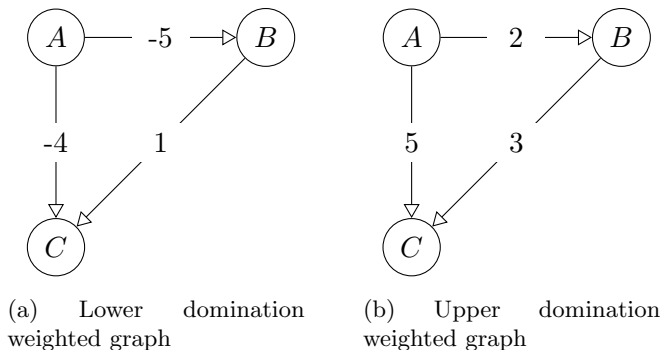 A -5 B A 2 B
-4 1 5 3
C C
(a) Lower domination
weighted graph
(b) Upper domination
weighted graph